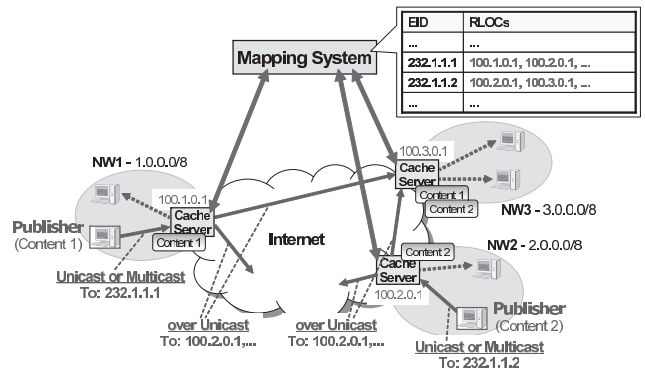 EID RLOCs
... ...
232.1.1.1 100.1.0.1, 100.2.0.1, ...
232.1.1.2 100.2.0.1, 100.3.0.1, ...
... ...
Mapping System
100.3.0.1
Cache
Server
Content 1
Content 2
NW3 - 3.0.0.0/8
NW1 - 1.0.0.0/8
100.1.0.1
Cache
Server
Content 1
Publisher
(Content 1)
Internet
NW2 - 2.0.0.0/8
Content 2
Cache
Server
100.2.0.1
Unicast or Multicast
To: 232.1.1.1
Publisher
(Content 2)
over Unicast
To: 100.2.0.1,...
over Unicast
To: 100.2.0.1,...
Unicast or Multicast
To: 232.1.1.2